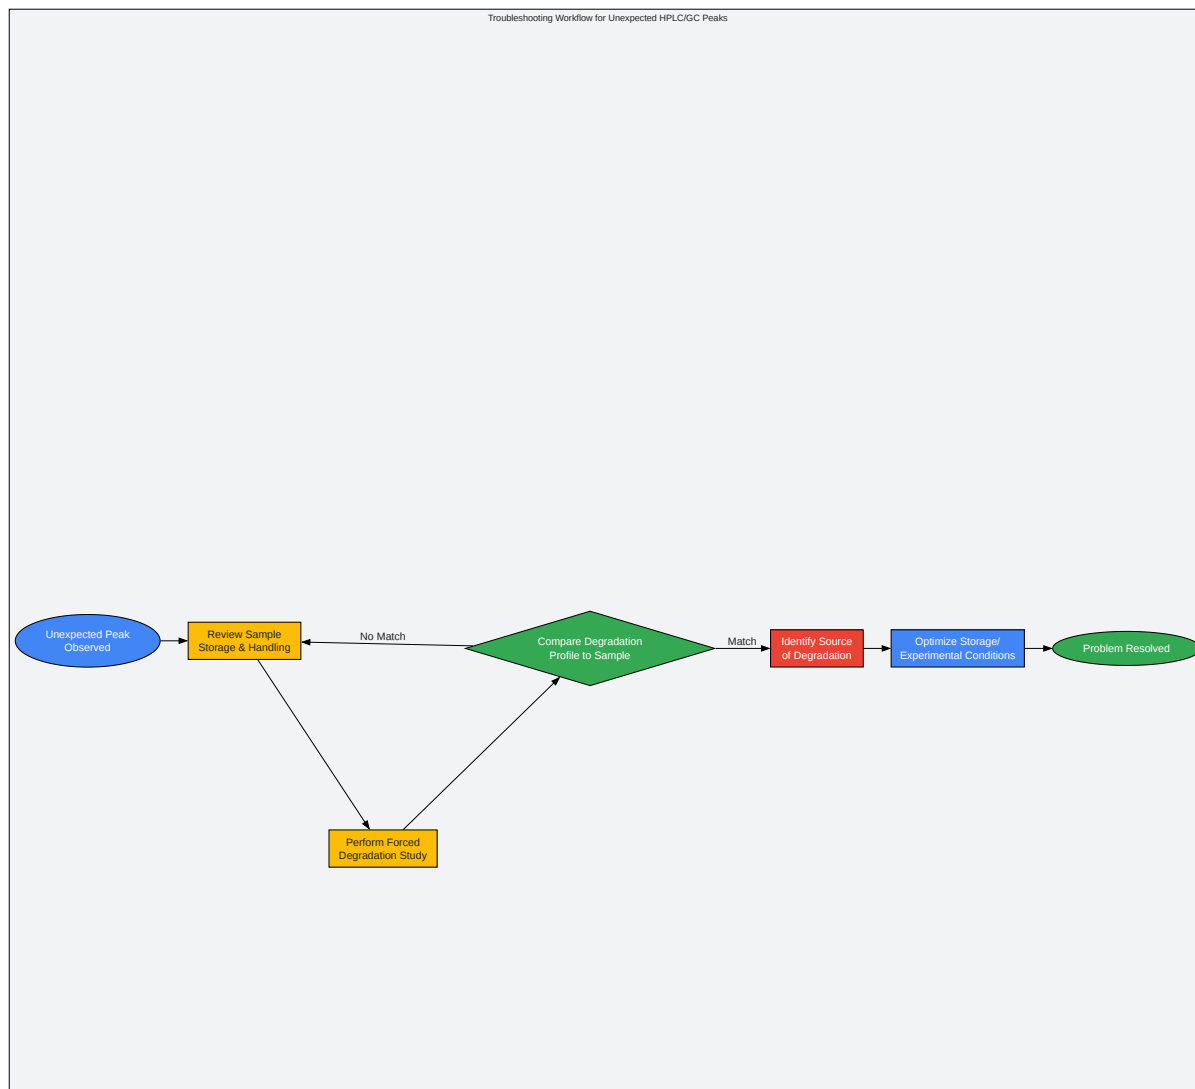 Troubleshooting Workflow for Unexpected HPLC/GC Peaks
Unexpected Peak
Observed
Review Sample
Storage & Handling
No Match
Compare Degradation
Profile to Sample
Match
Identify Source
of Degradation
Optimize Storage/
Experimental Conditions
Problem Resolved
Perform Forced
Degradation Study